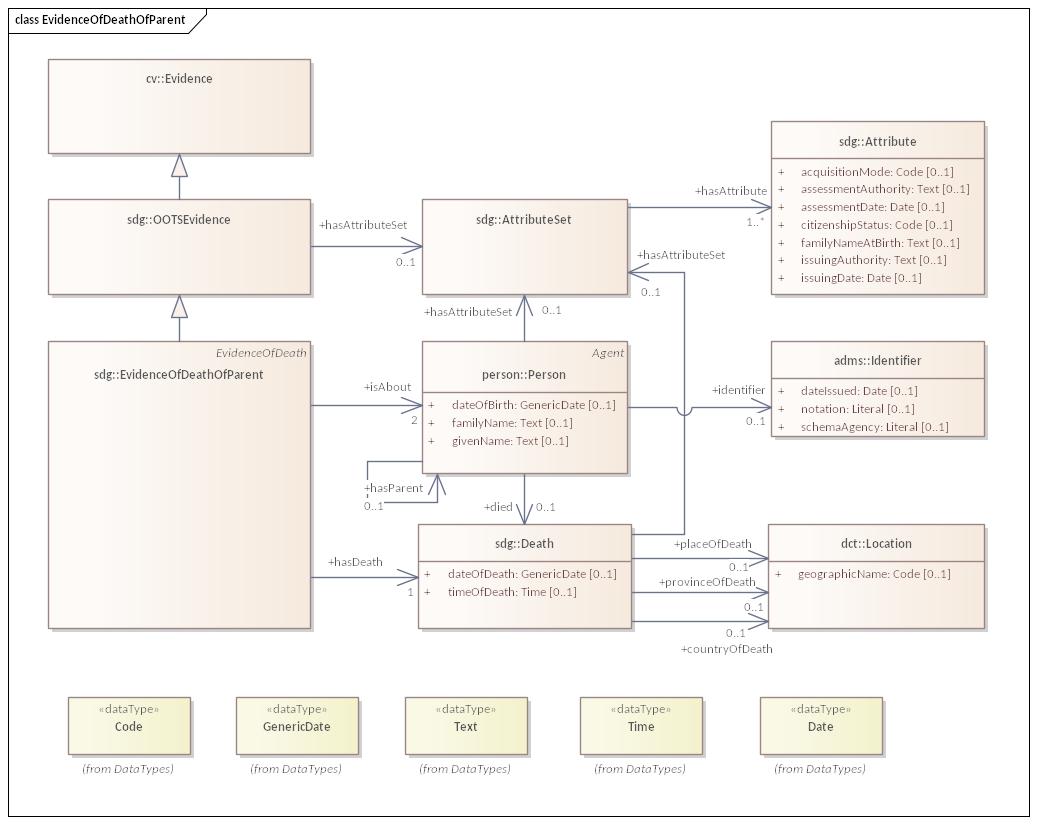 class EvidenceOfDeathOfParent
cv::Evidence
sdg::OOTSEvidence
+hasAttributeSet
0..1
sdg::AttributeSet
+hasAttribute
1..*
sdg::Attribute
+ acquisitionMode: Code [0..1]
+ assessmentAuthority: Text [0..1]
+ assessmentDate: Date [0..1]
+ citizenshipStatus: Code [0..1]
+ familyNameAtBirth: Text [0..1]
+ issuingAuthority: Text [0..1]
+ issuingDate: Date [0..1]
+hasAttributeSet
0..1
+hasAttributeSet
0..1
EvidenceOfDeath
sdg::EvidenceOfDeathOfParent
+isAbout
2
Agent
person::Person
+ dateOfBirth: GenericDate [0..1]
+ familyName: Text [0..1]
+ givenName: Text [0..1]
+identifier
0..1
adms::Identifier
+ dateIssued: Date [0..1]
+ notation: Literal [0..1]
+ schemaAgency: Literal [0..1]
+hasParent
0..1
+died
0..1
+hasDeath
1
sdg::Death
+ dateOfDeath: GenericDate [0..1]
+ timeOfDeath: Time [0..1]
+placeOfDeath
0..1
+provinceOfDeath
0..1
0..1
+countryOfDeath
dct::Location
+ geographicName: Code [0..1]
«dataType»
Code
(from DataTypes)
«dataType»
GenericDate
(from DataTypes)
«dataType»
Text
(from DataTypes)
«dataType»
Time
(from DataTypes)
«dataType»
Date
(from DataTypes)